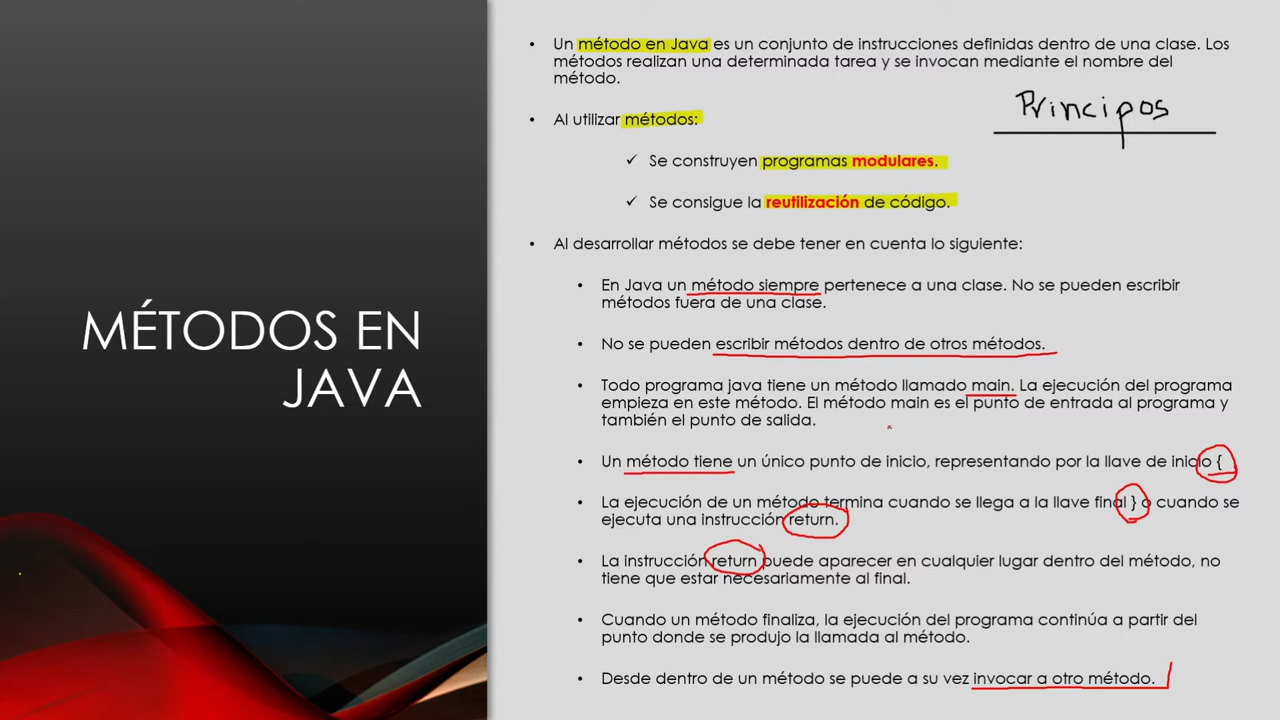 MÉTODOS EN
JAVA
• Un método en Java es un conjunto de instrucciones definidas dentro de una clase. Los
métodos realizan una determinada tarea y se invocan mediante el nombre del
método.
Principos
• Al utilizar métodos:
✓ Se construyen programas modulares.
✓ Se consigue la reutilización de código.
• Al desarrollar métodos se debe tener en cuenta lo siguiente:
• En Java un método siempre pertenece a una clase. No se pueden escribir
métodos fuera de una clase.
• No se pueden escribir métodos dentro de otros métodos.
• Todo programa java tiene un método llamado main. La ejecución del programa
empieza en este método. El método main es el punto de entrada al programa y
también el punto de salida.
• Un método tiene un único punto de inicio, representando por la llave de inicio {
• La ejecución de un método termina cuando se llega a la llave final } o cuando se
ejecuta una instrucción return.
• La instrucción return puede aparecer en cualquier lugar dentro del método, no
tiene que estar necesariamente al final.
• Cuando un método finaliza, la ejecución del programa continúa a partir del
punto donde se produjo la llamada al método.
• Desde dentro de un método se puede a su vez invocar a otro método.